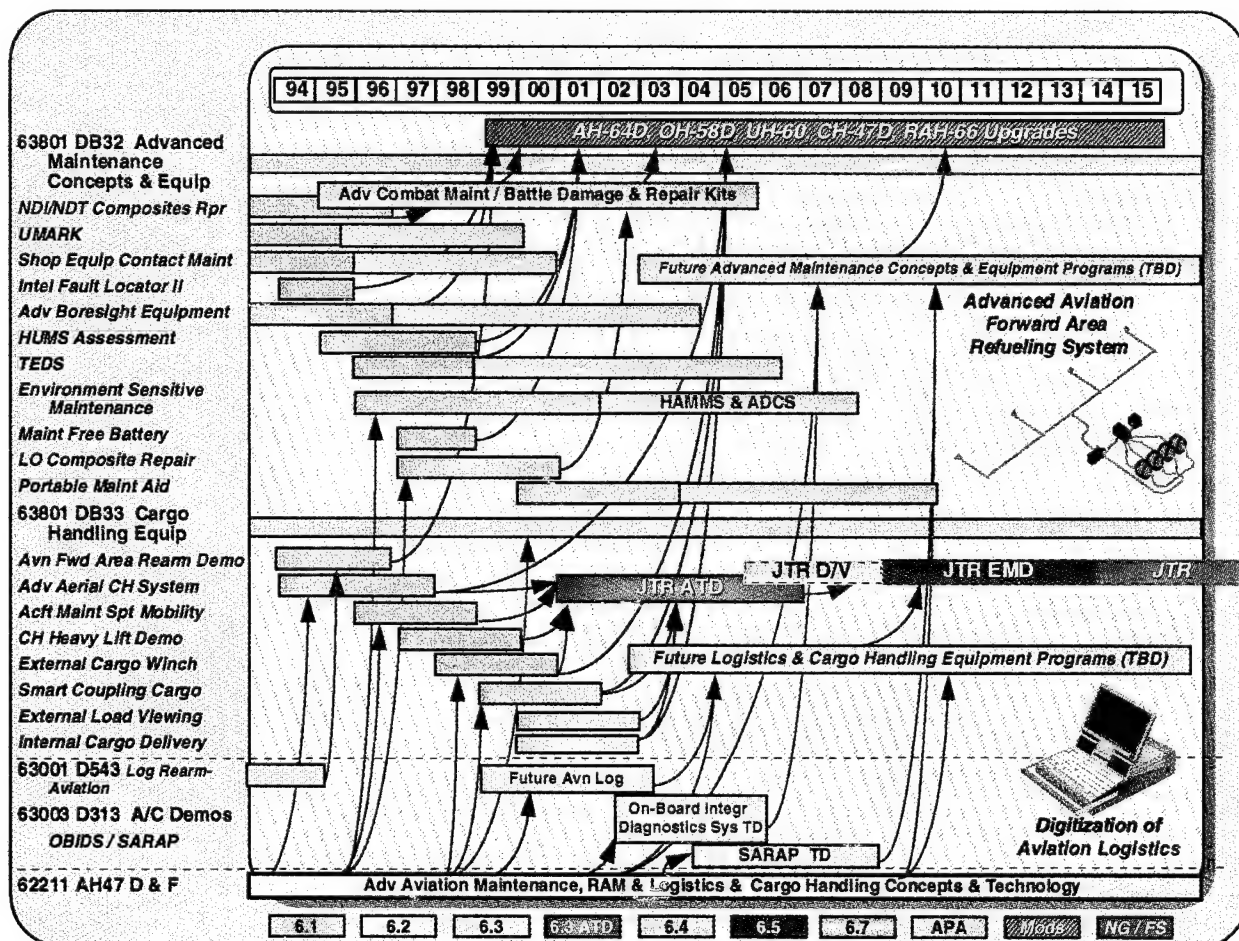 94 95 96 97 98 99 00 01 02 03 04 05 06 07 08 09 10 11 12 13 14 15
AH-64D, OH-58D, UH-60, CH-47D, RAH-66 Upgrades
63801 DB32 Advanced
Maintenance
Concepts & Equip
Adv Combat Maint / Battle Damage & Repair Kits
NDI/NDT Composites Rpr
UMARK
Shop Equip Contact Maint
Future Advanced Maintenance Concepts & Equipment Programs (TBD)
Intel Fault Locator II
Adv Boresight Equipment
Advanced Aviation
Forward Area
Refueling System
HUMS Assessment
TEDS
Environment Sensitive
Maintenance
HAMMS & ADCS
Maint Free Battery
LO Composite Repair
Portable Maint Aid
63801 DB33 Cargo
Handling Equip
Avn Fwd Area Rearm Demo
Adv Aerial CH System
JTR ATD
JTR D/V
JTR EMD
JTR
Acft Maint Spt Mobility
CH Heavy Lift Demo
External Cargo Winch
Future Logistics & Cargo Handling Equipment Programs (TBD)
Smart Coupling Cargo
External Load Viewing
Internal Cargo Delivery
63001 D543 Log Rearm-
Aviation
Future Avn Log
63003 D313 A/C Demos
On-Board Integr
Diagnostics Sys TD
OBIDS / SARAP
SARAP TD
Digitization of
Aviation Logistics
62211 AH47 D & F
Adv Aviation Maintenance, RAM & Logistics & Cargo Handling Concepts & Technology
6.1 6.2 6.3 6.3 ATD 6.4 6.5 6.7 APA Mods NG / FS